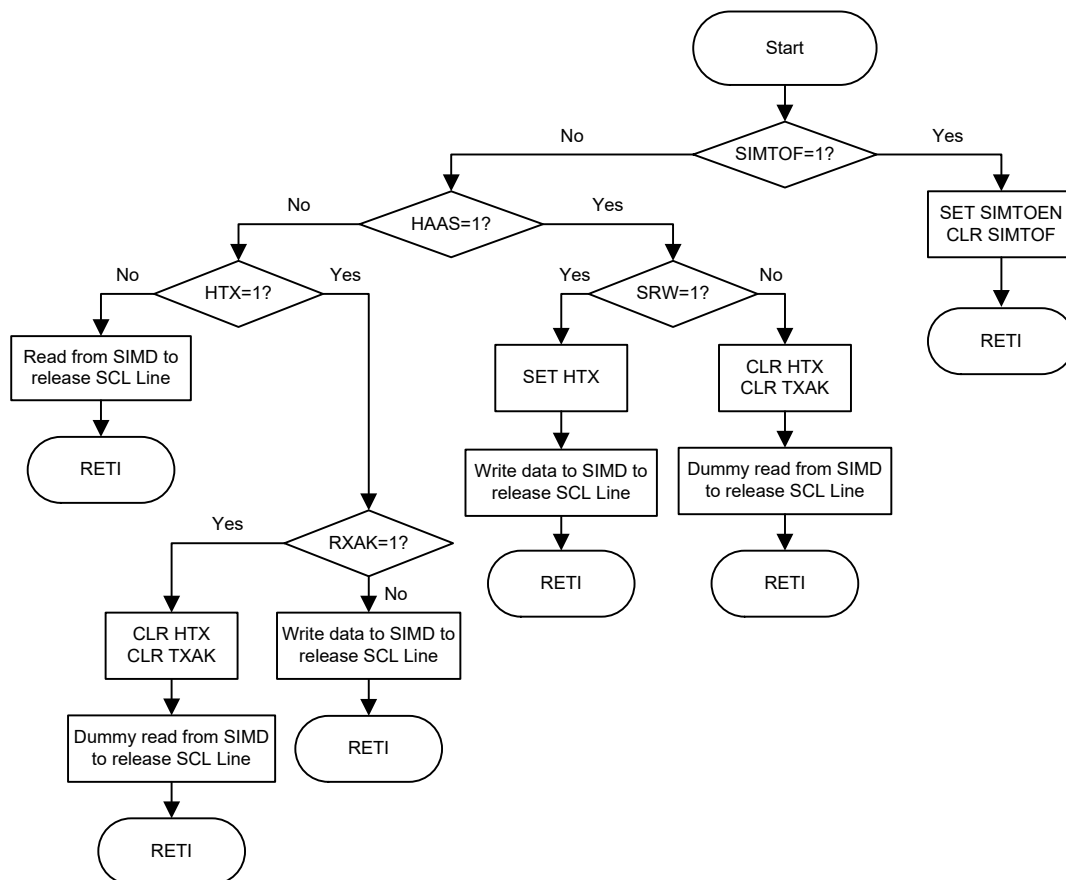 Start
No
Yes
SIMTOF=1?
No
Yes
HAAS=1?
SET SIMTOEN
CLR SIMTOF
No
Yes
HTX=1?
Yes
No
SRW=1?
RETI
Read from SIMD to
release SCL Line
SET HTX
CLR HTX
CLR TXAK
RETI
Write data to SIMD to
release SCL Line
Dummy read from SIMD
to release SCL Line
Yes
RXAK=1?
No
RETI
RETI
CLR HTX
CLR TXAK
Write data to SIMD to
release SCL Line
Dummy read from SIMD
to release SCL Line
RETI
RETI